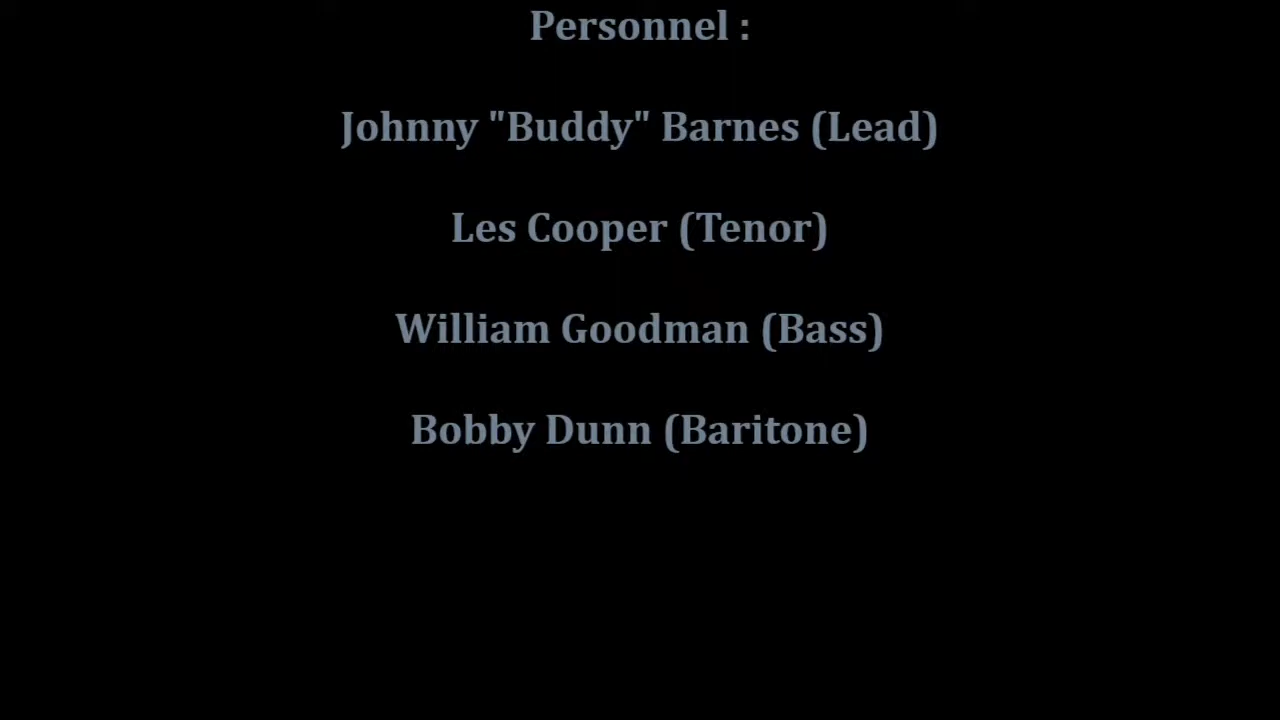 Personnel :
Johnny "Buddy" Barnes (Lead)
Les Cooper (Tenor)
William Goodman (Bass)
Bobby Dunn (Baritone)